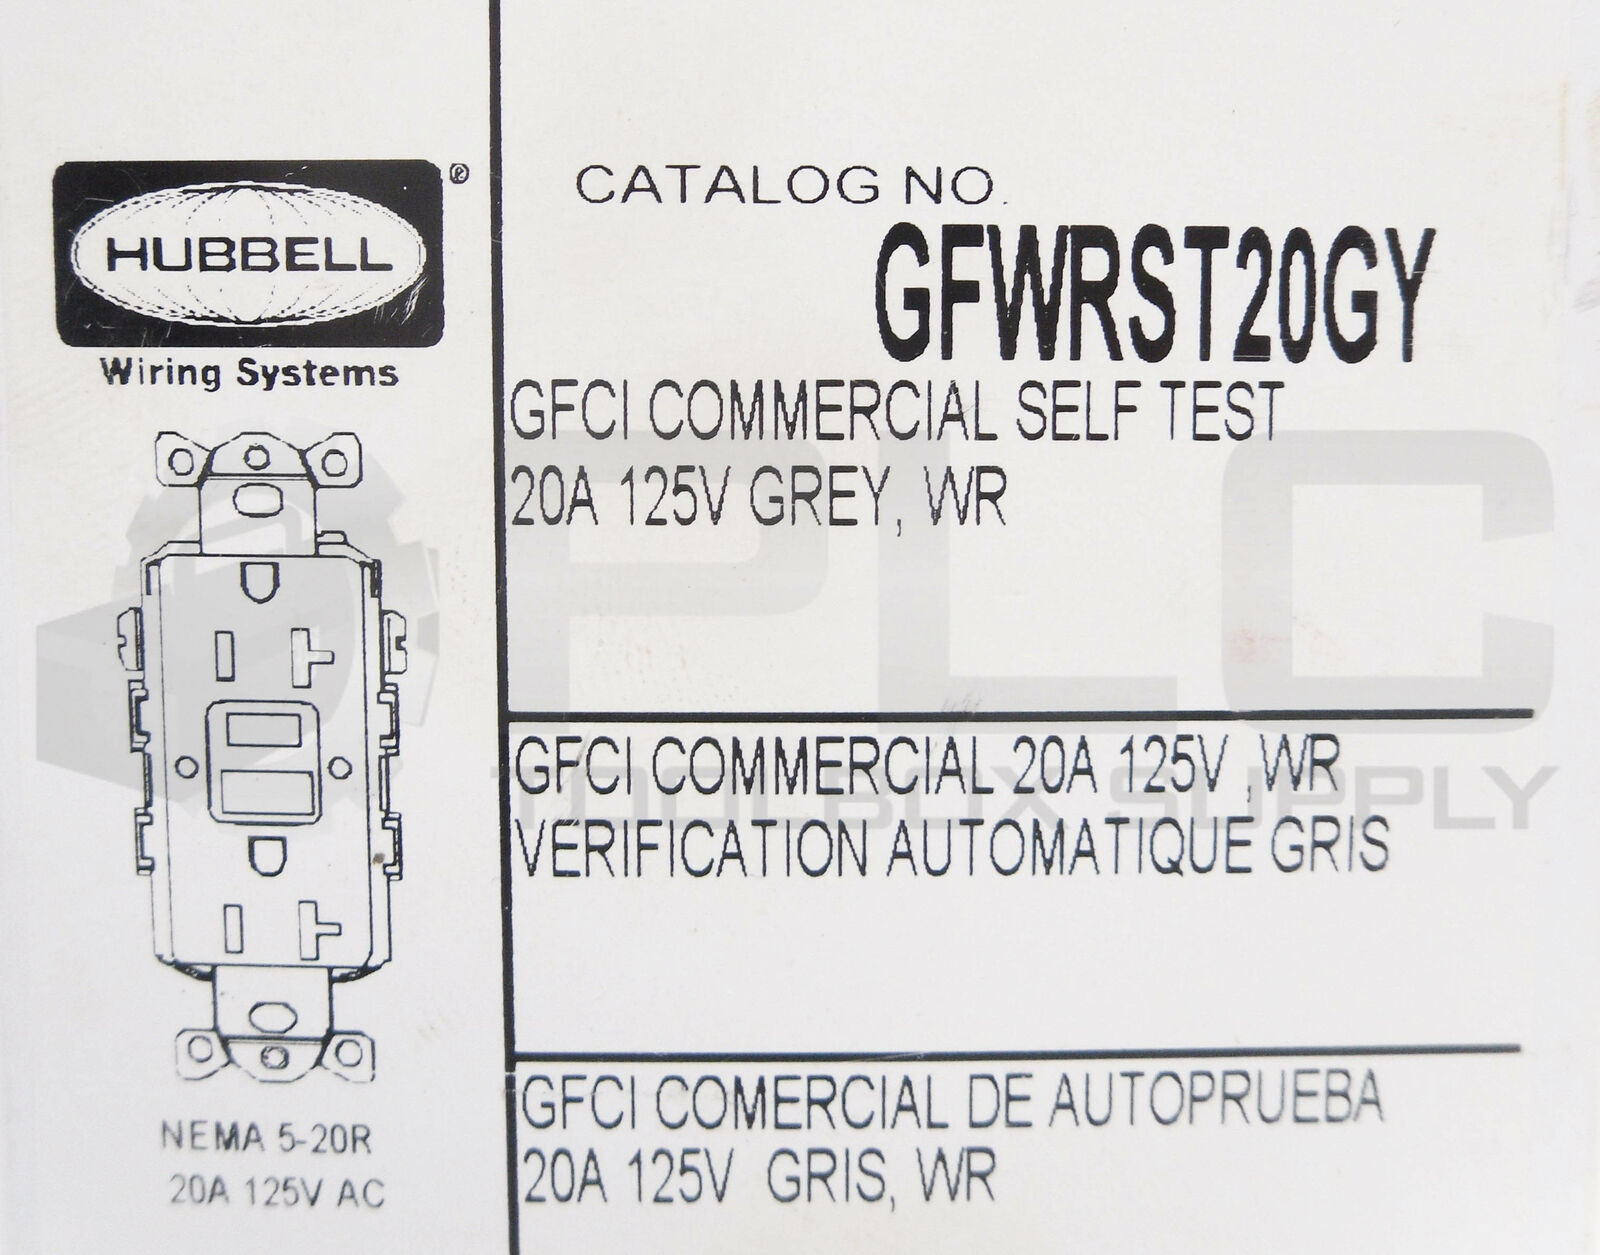 HUBBELL
®
Wiring Systems
NEMA 5-20R
20A 125V AC
CATALOG NO.
GFWRST20GY
GFCI COMMERCIAL SELF TEST
20A 125V GREY, WR
GFCI COMMERCIAL 20A 125V ,WR
VERIFICATION AUTOMATIQUE GRIS
GFCI COMERCIAL DE AUTOPRUEBA
20A 125V GRIS, WR
PLC
TOOLBOX SUPPLY